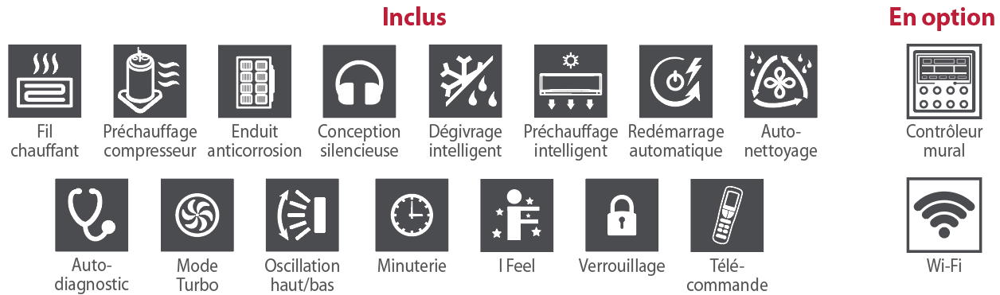 Inclus
En option
Fil
chauffant
Préchauffage
compresseur
Enduit
anticorrosion
Conception
silencieuse
Dégivrage
intelligent
Préchauffage
intelligent
Redémarrage
automatique
Auto-
nettoyage
Contrôleur
mural
Auto-
diagnostic
Mode
Turbo
Oscillation
haut/bas
Minuterie
I Feel
Verrouillage
Télé-
commande
Wi-Fi